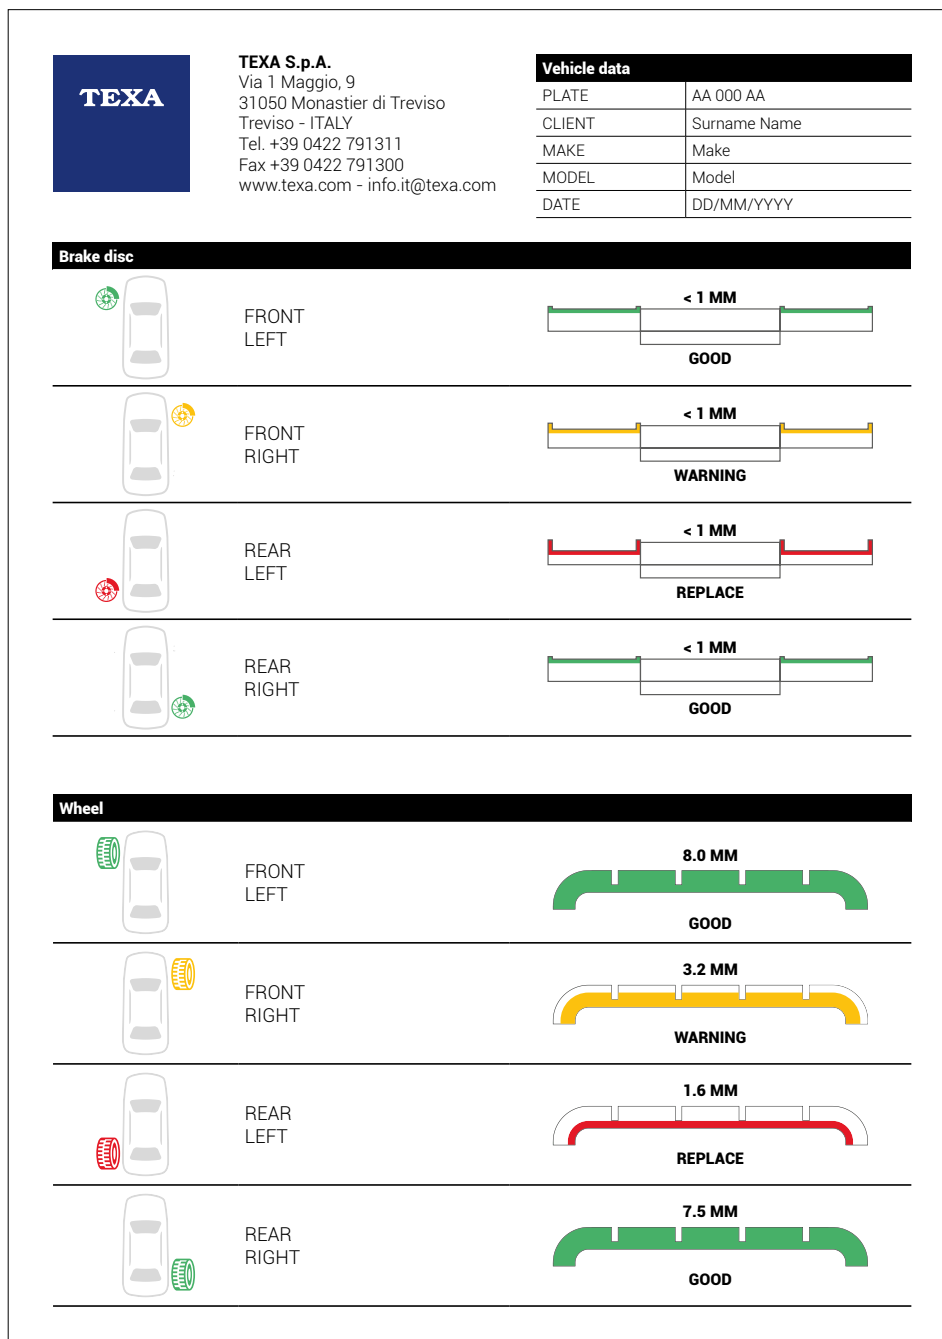 TEXA
TEXA S.p.A.
Via 1 Maggio, 9
31050 Monastier di Treviso
Treviso - ITALY
Tel. +39 0422 791311
Fax +39 0422 791300
www.texa.com - info.it@texa.com
Vehicle data
PLATE AA 000 AA
CLIENT Surname Name
MAKE Make
MODEL Model
DATE DD/MM/YYYY
Brake disc
FRONT
LEFT
< 1 MM
GOOD
FRONT
RIGHT
< 1 MM
WARNING
REAR
LEFT
< 1 MM
REPLACE
REAR
RIGHT
< 1 MM
GOOD
Wheel
FRONT
LEFT
8.0 MM
GOOD
FRONT
RIGHT
3.2 MM
WARNING
REAR
LEFT
1.6 MM
REPLACE
REAR
RIGHT
7.5 MM
GOOD